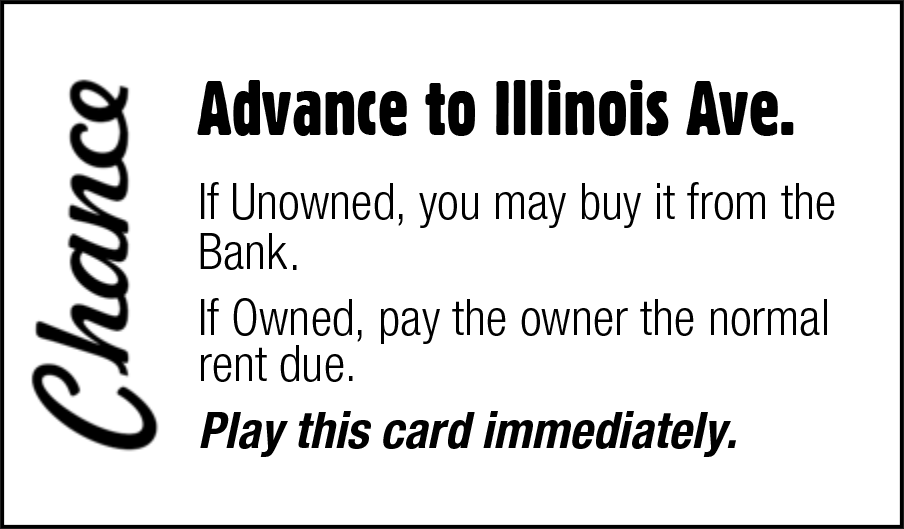 Chance
Advance to Illinois Ave.
If Unowned, you may buy it from the
Bank.
If Owned, pay the owner the normal
rent due.
Play this card immediately.